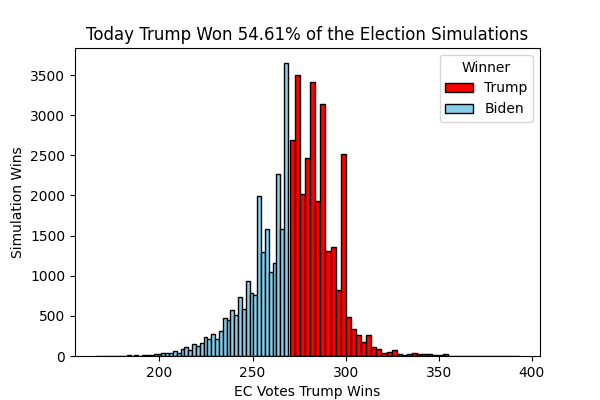 Today Trump Won 54.61% of the Election Simulations
Winner
Trump
Biden
Simulation Wins
3500
3000
2500
2000
1500
1000
500
0
200
250
300
350
400
EC Votes Trump Wins